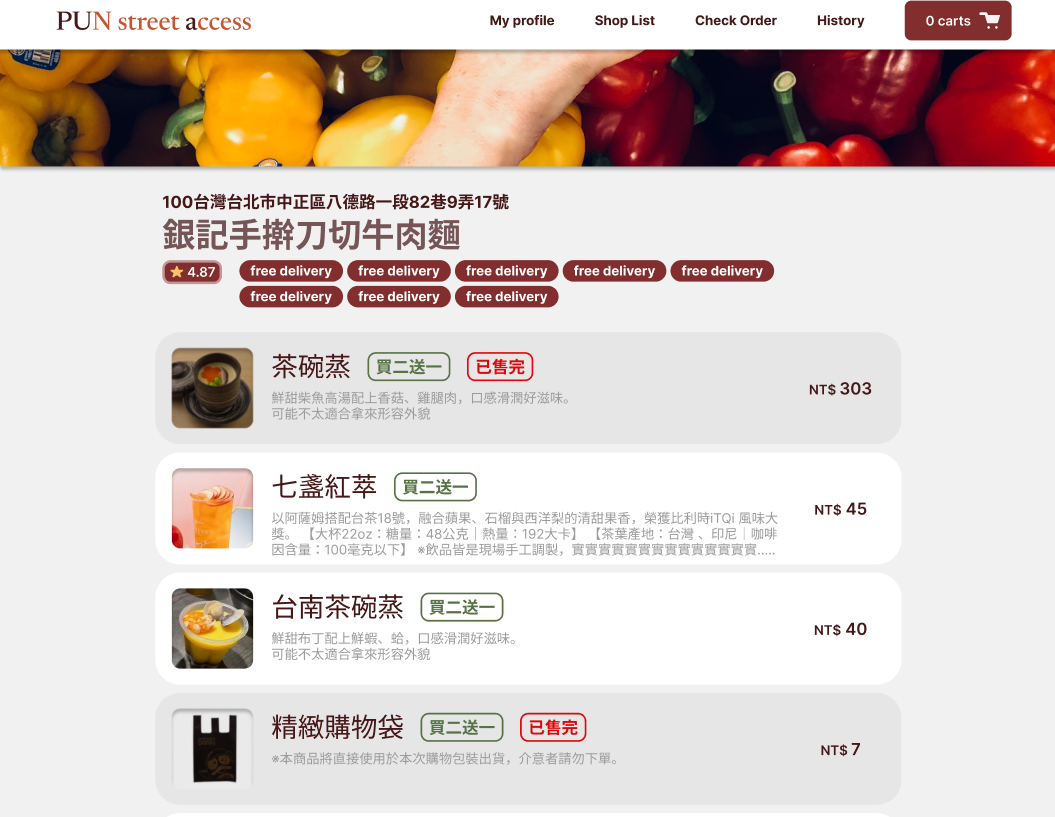 PUN street access
My profile
Shop List
Check Order
History
0 carts
100台灣台北市中正區八德路一段82巷9弄17號
銀記手擀刀切牛肉麵
4.87
free delivery
free delivery
free delivery
free delivery
free delivery
free delivery
free delivery
free delivery
茶碗蒸
買二送一
已售完
鮮甜柴魚高湯配上香菇、雞腿肉，口感滑潤好滋味。
可能不太適合拿來形容外貌
NT$ 303
七盞紅萃
買二送一
以阿薩姆搭配台茶18號，融合蘋果、石榴與西洋梨的清甜果香，榮獲比利時iTQi 風味大
獎。 【大杯22oz：糖量：48公克｜熱量：192大卡】 【茶葉產地：台灣 、印尼｜咖啡
因含量：100毫克以下】 ※飲品皆是現場手工調製，實實實實實實實實實實實實實實.....
NT$ 45
台南茶碗蒸
買二送一
鮮甜布丁配上鮮蝦、蛤，口感滑潤好滋味。
可能不太適合拿來形容外貌
NT$ 40
精緻購物袋
買二送一
已售完
※本商品將直接使用於本次購物包裝出貨，介意者請勿下單。
NT$ 7